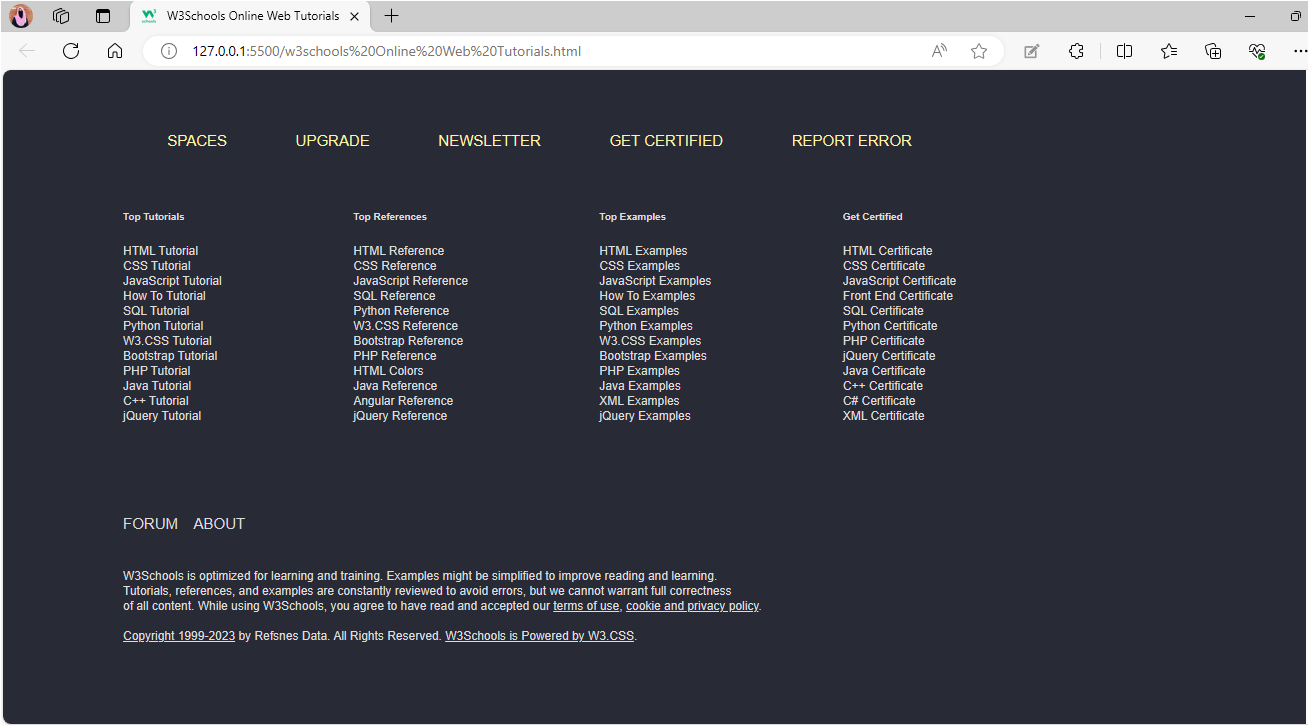 W3Schools Online Web Tutorials
127.0.0.1:5500/w3schools%20Online%20Web%20Tutorials.html
SPACES UPGRADE NEWSLETTER GET CERTIFIED REPORT ERROR
Top Tutorials
HTML Tutorial
CSS Tutorial
JavaScript Tutorial
How To Tutorial
SQL Tutorial
Python Tutorial
W3.CSS Tutorial
Bootstrap Tutorial
PHP Tutorial
Java Tutorial
C++ Tutorial
jQuery Tutorial
Top References
HTML Reference
CSS Reference
JavaScript Reference
SQL Reference
Python Reference
W3.CSS Reference
Bootstrap Reference
PHP Reference
HTML Colors
Java Reference
Angular Reference
jQuery Reference
Top Examples
HTML Examples
CSS Examples
JavaScript Examples
How To Examples
SQL Examples
Python Examples
W3.CSS Examples
Bootstrap Examples
PHP Examples
Java Examples
XML Examples
jQuery Examples
Get Certified
HTML Certificate
CSS Certificate
JavaScript Certificate
Front End Certificate
SQL Certificate
Python Certificate
PHP Certificate
jQuery Certificate
Java Certificate
C++ Certificate
C# Certificate
XML Certificate
FORUM ABOUT
W3Schools is optimized for learning and training. Examples might be simplified to improve reading and learning.
Tutorials, references, and examples are constantly reviewed to avoid errors, but we cannot warrant full correctness
of all content. While using W3Schools, you agree to have read and accepted our terms of use, cookie and privacy policy.
Copyright 1999-2023 by Refsnes Data. All Rights Reserved. W3Schools is Powered by W3.CSS.